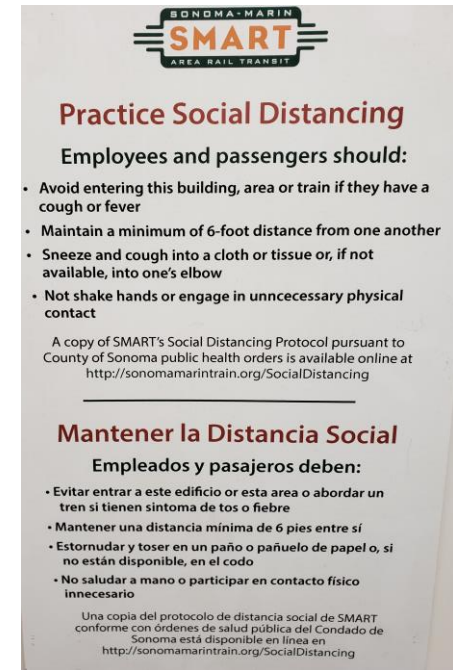 SONOMA-MARIN
SMART
AREA RAIL TRANSIT
Practice Social Distancing
Employees and passengers should:
• Avoid entering this building, area or train if they have a
cough or fever
• Maintain a minimum of 6-foot distance from one another
• Sneeze and cough into a cloth or tissue or, if not
available, into one's elbow
• Not shake hands or engage in unncecessary physical
contact
A copy of SMART's Social Distancing Protocol pursuant to
County of Sonoma public health orders is available online at
http://sonomamarintrain.org/SocialDistancing
Mantener la Distancia Social
Empleados y pasajeros deben:
• Evitar entrar a este edificio or esta area o abordar un
tren si tienen sintoma de tos o fiebre
• Mantener una distancia mínima de 6 pies entre sí
• Estornudar y toser en un paño o pañuelo de papel o, si
no están disponible, en el codo
• No saludar a mano o participar en contacto físico
innecesario
Una copia del protocolo de distancia social de SMART
conforme con órdenes de salud pública del Condado de
Sonoma está disponible en línea en
http://sonomamarintrain.org/SocialDistancing